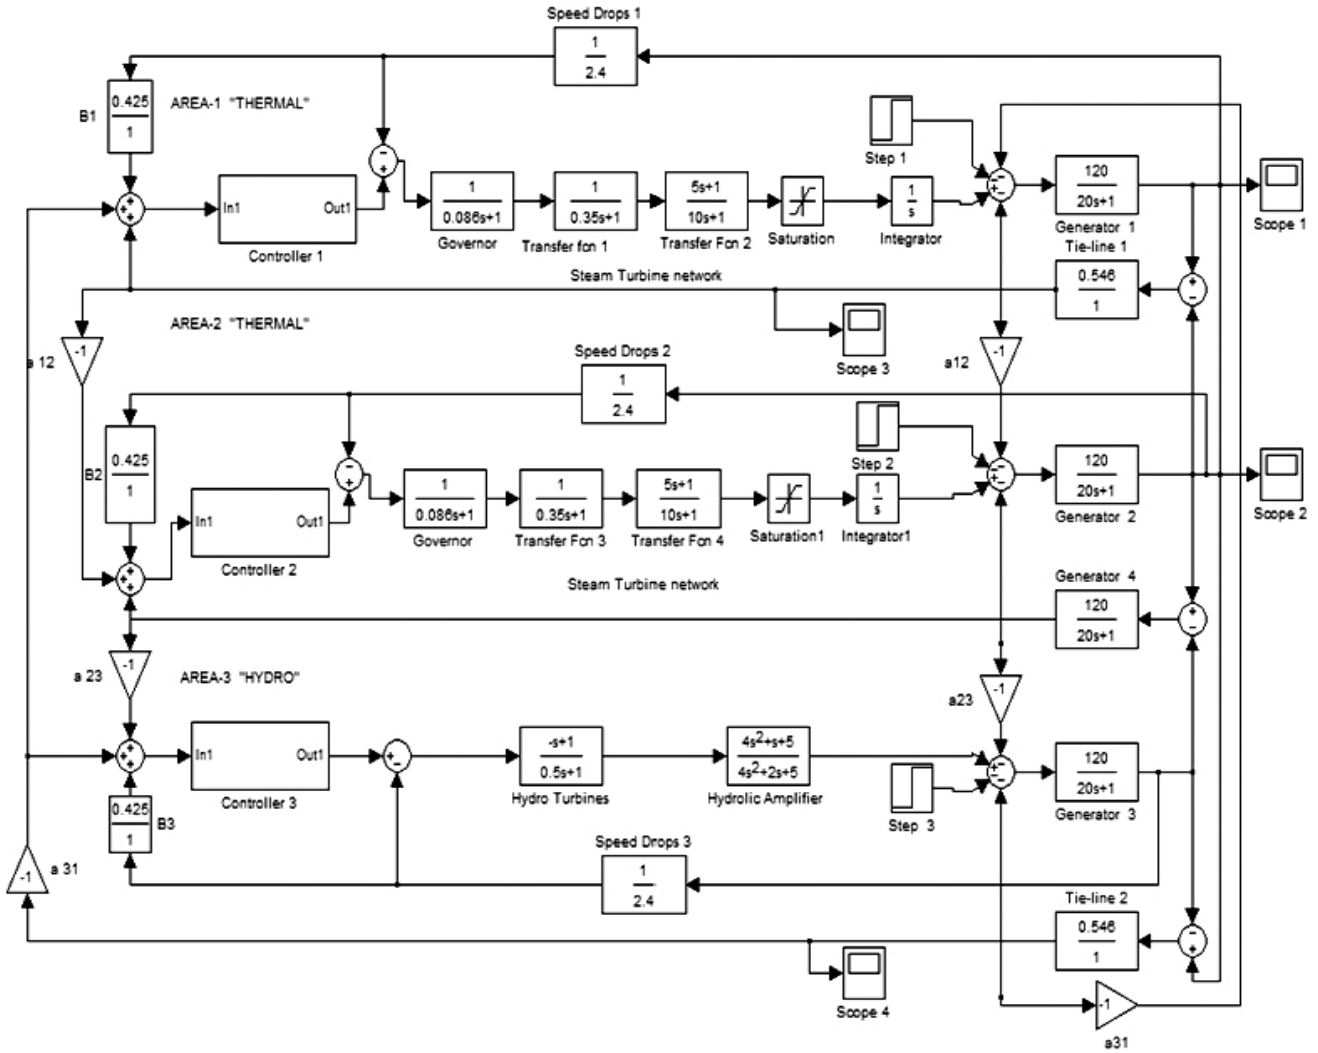 Speed Drops 1
1
2.4
B1
0.425
1
AREA-1 "THERMAL"
Step 1
In1
Out1
Controller 1
1
0.086s+1
Governor
1
0.35s+1
Transfer fcn 1
5s+1
10s+1
Transfer Fcn 2
Saturation
1
s
Integrator
120
20s+1
Generator 1
Scope 1
Steam Turbine network
Tie-line 1
0.546
1
AREA-2 "THERMAL"
-1
a 12
Scope 3
-1
a12
Speed Drops 2
1
2.4
B2
0.425
1
Step 2
In1
Out1
Controller 2
1
0.086s+1
Governor
1
0.35s+1
Transfer Fcn 3
5s+1
10s+1
Transfer Fcn 4
Saturation1
1
s
Integrator1
120
20s+1
Generator 2
Scope 2
Steam Turbine network
Generator 4
120
20s+1
-1
a 23
AREA-3 "HYDRO"
-1
a23
In1
Out1
Controller 3
-s+1
0.5s+1
Hydro Turbines
4s2+s+5
4s2+2s+5
Hydrolic Amplifier
Step 3
120
20s+1
Generator 3
0.425
1
B3
Speed Drops 3
1
2.4
-1
a 31
Tie-line 2
0.546
1
Scope 4
-1
a31